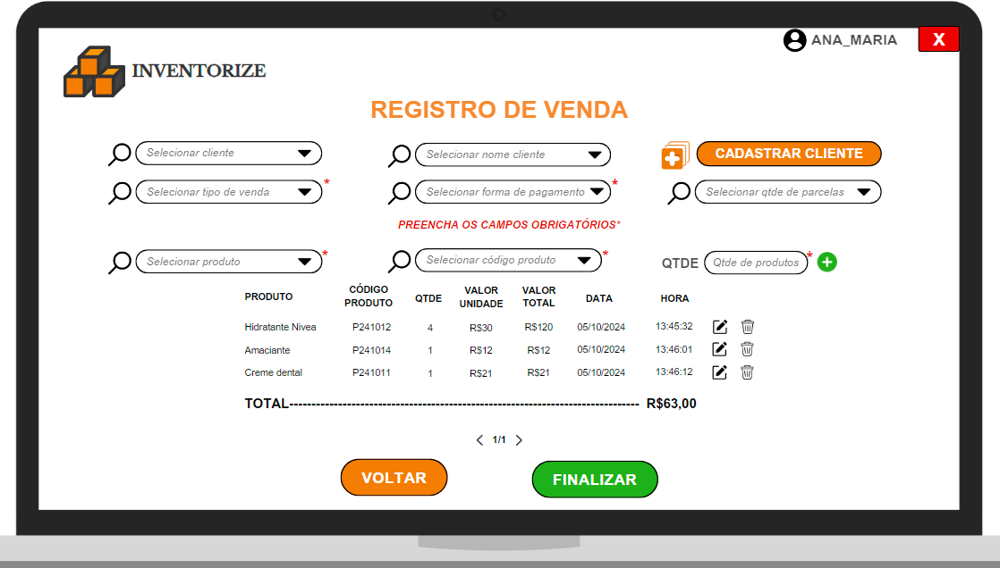 ANA_MARIA
X
INVENTORIZE
REGISTRO DE VENDA
Selecionar cliente
Selecionar nome cliente
CADASTRAR CLIENTE
Selecionar tipo de venda *
Selecionar forma de pagamento *
Selecionar qtde de parcelas
PREENCHA OS CAMPOS OBRIGATÓRIOS*
Selecionar produto *
Selecionar código produto *
QTDE Qtde de produtos *
PRODUTO CÓDIGO PRODUTO QTDE VALOR UNIDADE VALOR TOTAL DATA HORA
Hidratante Nivea P241012 4 R$30 R$120 05/10/2024 13:45:32
Amaciante P241014 1 R$12 R$12 05/10/2024 13:46:01
Creme dental P241011 1 R$21 R$21 05/10/2024 13:46:12
TOTAL------------------------------------------------------------------------------- R$63,00
< 1/1 >
VOLTAR
FINALIZAR